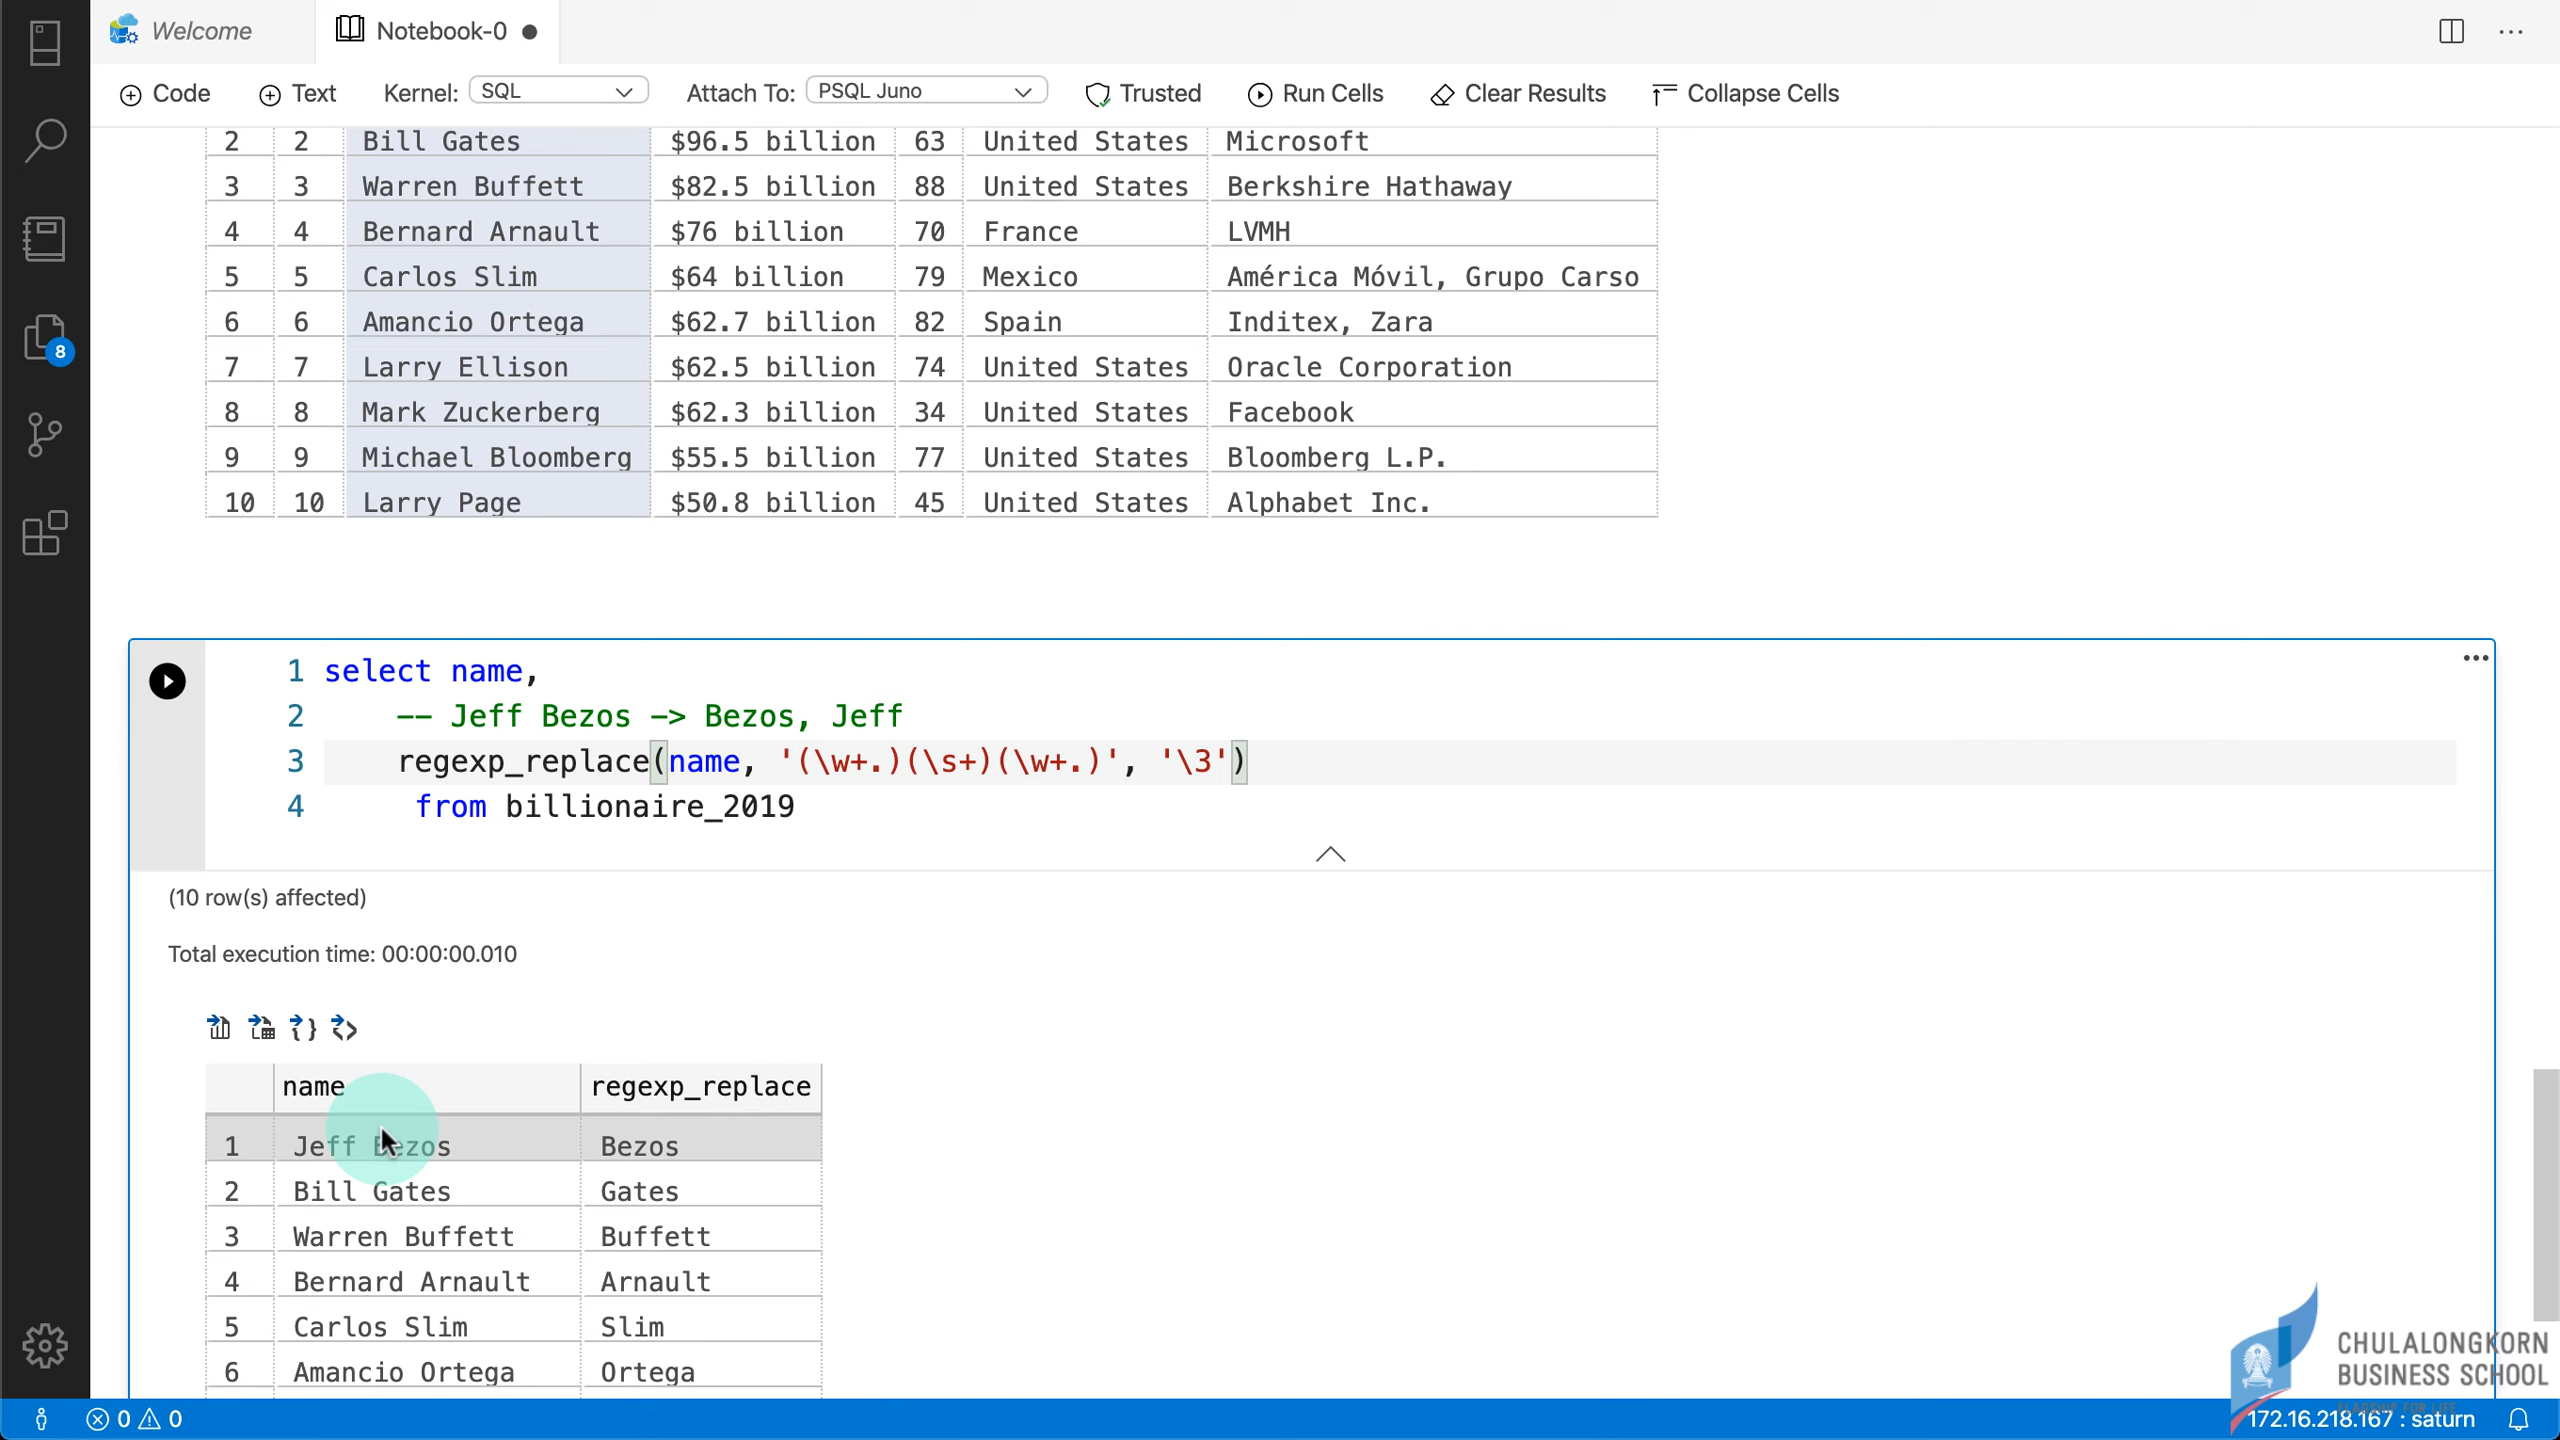 Welcome
Notebook-0
Code Text Kernel: SQL Attach To: PSQL Juno Trusted Run Cells Clear Results Collapse Cells
2 2 Bill Gates $96.5 billion 63 United States Microsoft
3 3 Warren Buffett $82.5 billion 88 United States Berkshire Hathaway
4 4 Bernard Arnault $76 billion 70 France LVMH
5 5 Carlos Slim $64 billion 79 Mexico América Móvil, Grupo Carso
6 6 Amancio Ortega $62.7 billion 82 Spain Inditex, Zara
7 7 Larry Ellison $62.5 billion 74 United States Oracle Corporation
8 8 Mark Zuckerberg $62.3 billion 34 United States Facebook
9 9 Michael Bloomberg $55.5 billion 77 United States Bloomberg L.P.
10 10 Larry Page $50.8 billion 45 United States Alphabet Inc.
8
1 select name,
2 -- Jeff Bezos -> Bezos, Jeff
3 regexp_replace(name, '(\w+.)(\s+)(\w+.)', '\3')
4 from billionaire_2019
(10 row(s) affected)
Total execution time: 00:00:00.010
name regexp_replace
1 Jeff Bezos Bezos
2 Bill Gates Gates
3 Warren Buffett Buffett
4 Bernard Arnault Arnault
5 Carlos Slim Slim
6 Amancio Ortega Ortega
CHULALONGKORN
BUSINESS SCHOOL
FLAGSHIP FOR LIFE
0 0 172.16.218.167 : saturn